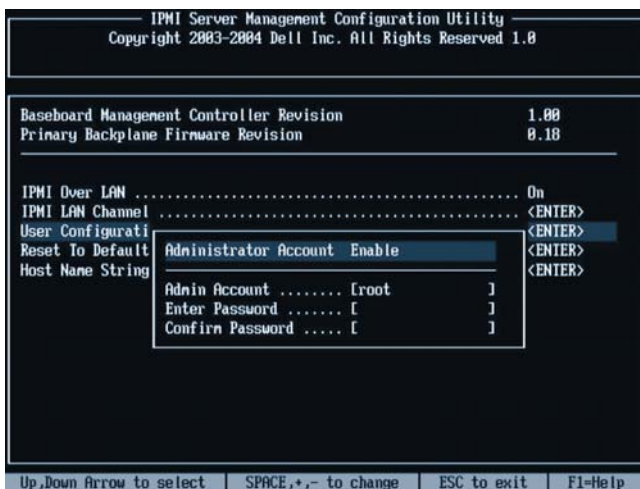 IPMI Server Management Configuration Utility
Copyright 2003-2004 Dell Inc. All Rights Reserved 1.0
Baseboard Management Controller Revision 1.00
Primary Backplane Firmware Revision 0.18
IPMI Over LAN ................................................ On
IPMI LAN Channel ............................................. <ENTER>
User Configurati <ENTER>
Reset To Default <ENTER>
Host Name String <ENTER>
Administrator Account Enable
Admin Account ........ [root ]
Enter Password ....... [ ]
Confirm Password ..... [ ]
Up,Down Arrow to select SPACE,+,- to change ESC to exit F1=Help